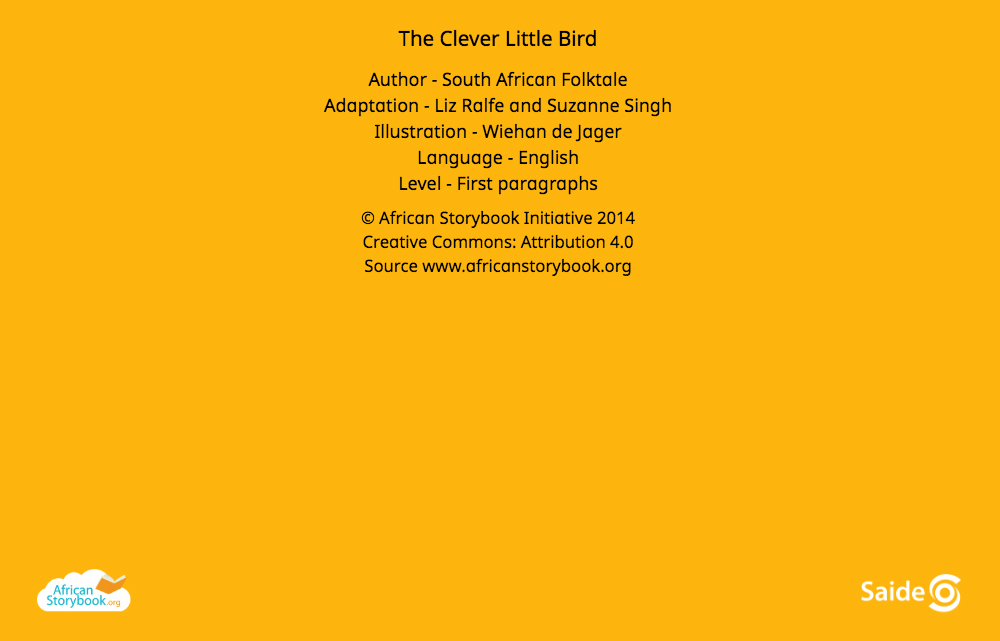 The Clever Little Bird
Author - South African Folktale
Adaptation - Liz Ralfe and Suzanne Singh
Illustration - Wiehan de Jager
Language - English
Level - First paragraphs
© African Storybook Initiative 2014
Creative Commons: Attribution 4.0
Source www.africanstorybook.org
African
Storybook.org
Saide